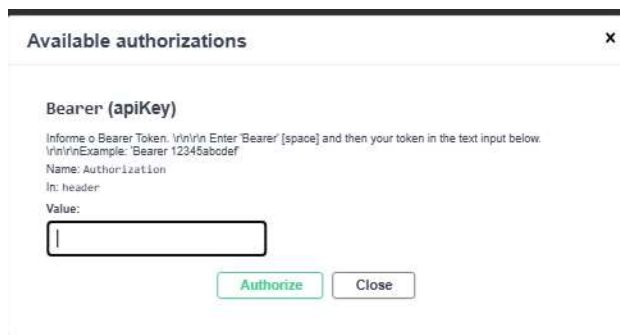 Available authorizations
x
Bearer (apiKey)
Informe o Bearer Token. \r\n\r\n Enter 'Bearer' [space] and then your token in the text input below.
\r\n\r\nExample: 'Bearer 12345abcdef'
Name: Authorization
In: header
Value:
Authorize
Close